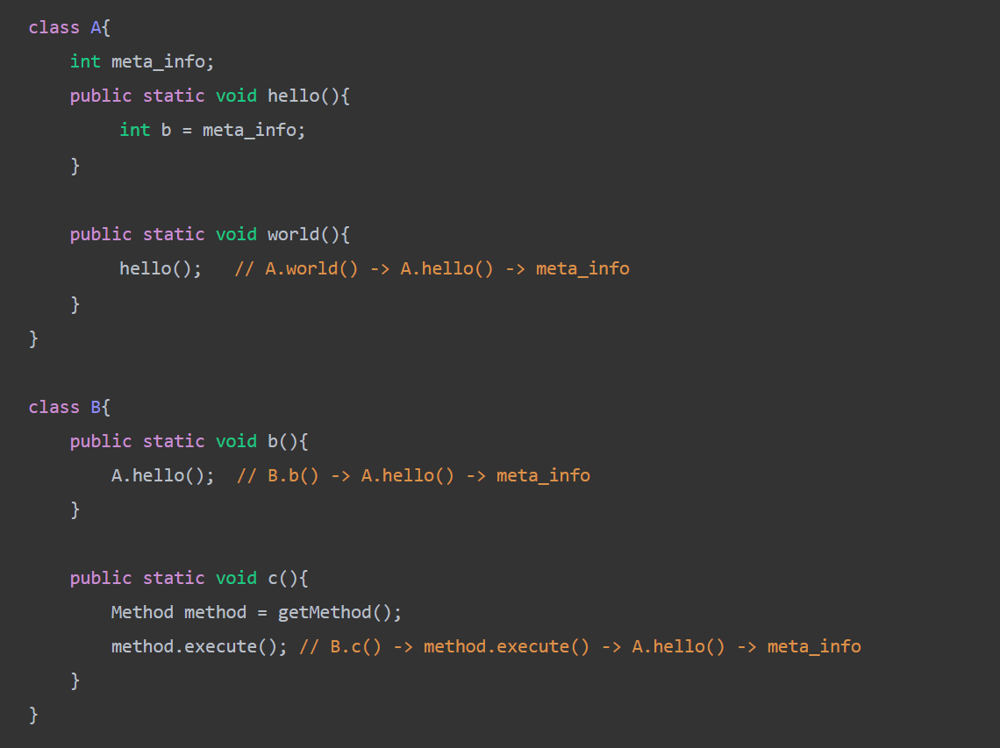 class A{
    int meta_info;
    public static void hello(){
         int b = meta_info;
    }
    public static void world(){
         hello();   // A.world() -> A.hello() -> meta_info
    }
}
class B{
    public static void b(){
        A.hello();  // B.b() -> A.hello() -> meta_info
    }
    public static void c(){
        Method method = getMethod();
        method.execute(); // B.c() -> method.execute() -> A.hello() -> meta_info
    }
}